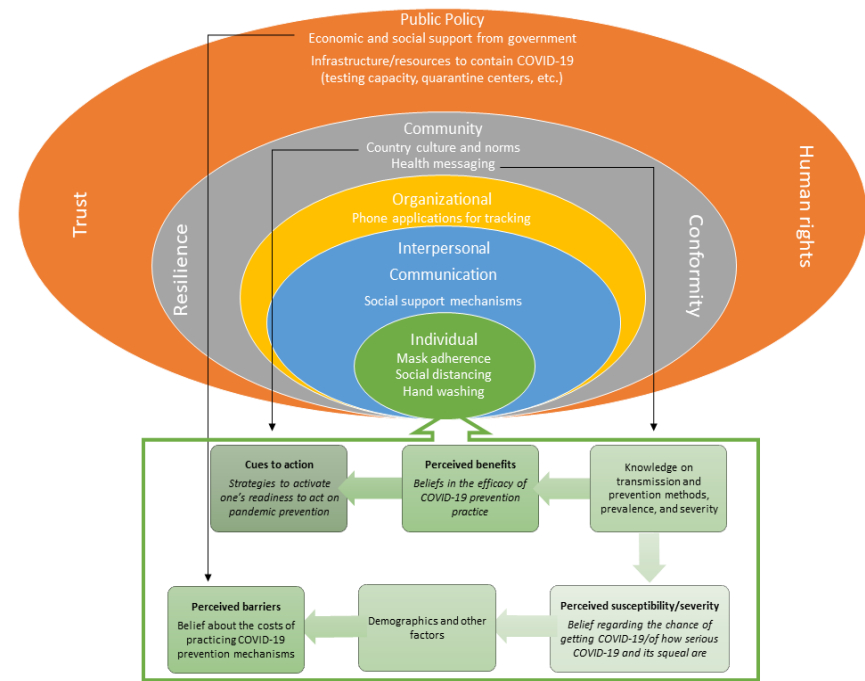 Public Policy
Economic and social support from government
Infrastructure/resources to contain COVID-19
(testing capacity, quarantine centers, etc.)
Community
Country culture and norms
Health messaging
Organizational
Phone applications for tracking
Interpersonal
Communication
Social support mechanisms
Individual
Mask adherence
Social distancing
Hand washing
Trust
Resilience
Conformity
Human rights
Cues to action
Strategies to activate
one's readiness to act on
pandemic prevention
Perceived benefits
Beliefs in the efficacy of
COVID-19 prevention
practice
Knowledge on
transmission and
prevention methods,
prevalence, and severity
Perceived barriers
Belief about the costs of
practicing COVID-19
prevention mechanisms
Demographics and other
factors
Perceived susceptibility/severity
Belief regarding the chance of
getting COVID-19/of how serious
COVID-19 and its squeal are